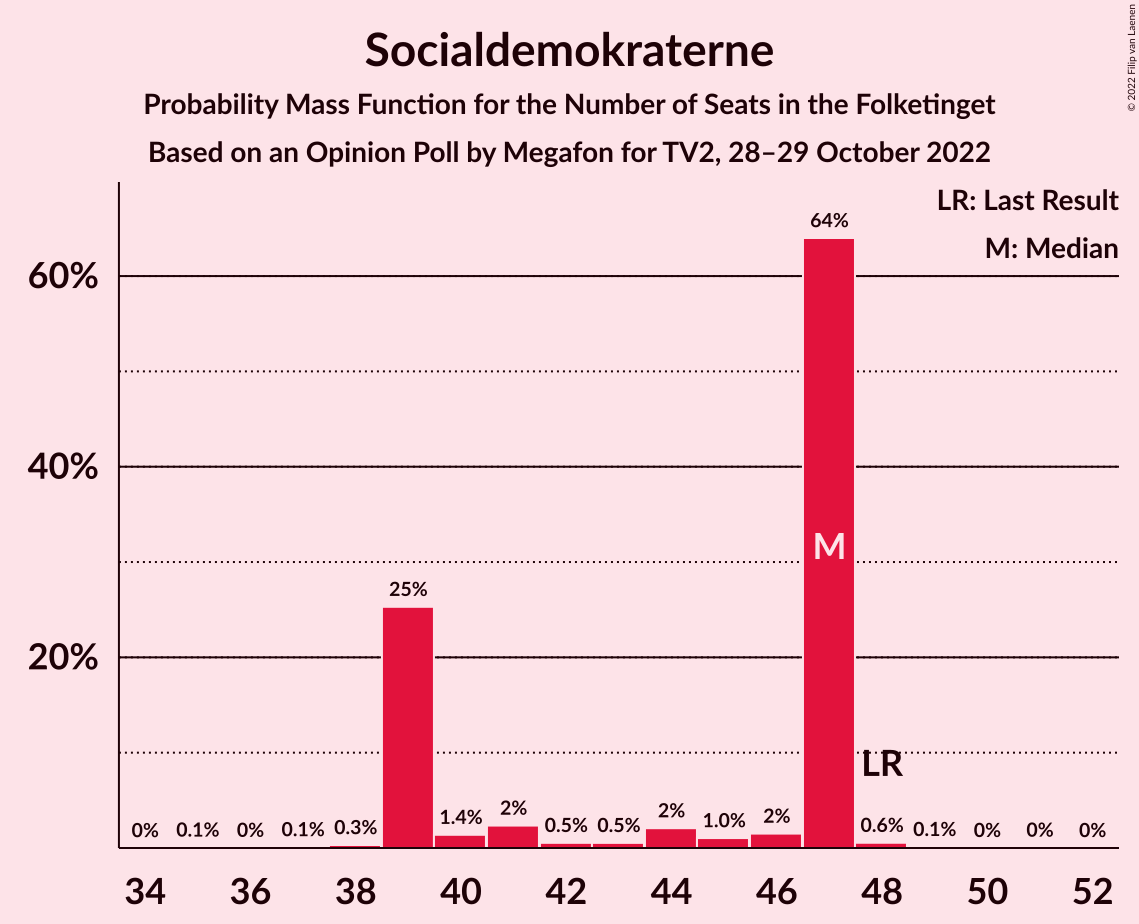 Socialdemokraterne
Probability Mass Function for the Number of Seats in the Folketinget
Based on an Opinion Poll by Megafon for TV2, 28–29 October 2022
© 2022 Filip van Laenen
LR: Last Result
M: Median
60%
40%
20%
0%
0.1%
0%
0.1%
0.3%
25%
1.4%
2%
0.5%
0.5%
2%
1.0%
2%
64%
M
LR
0.6%
0.1%
0%
0%
0%
34 36 38 40 42 44 46 48 50 52